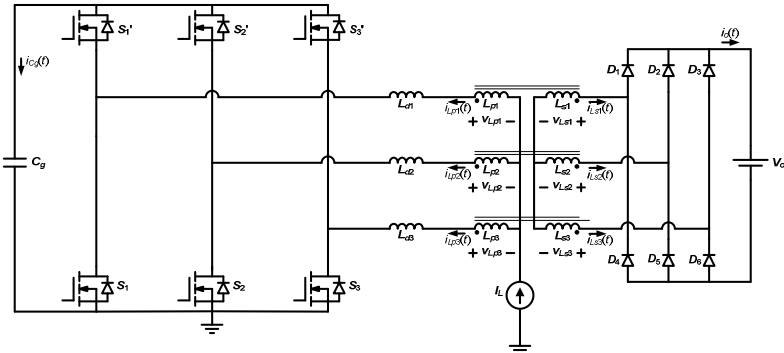 S1' S2' S3'
iCg(t)
io(t)
D1 D2 D3
Ld1 iLp1(t) Lp1 Ls1 iLs1(t)
+ vLp1 − − vLs1 +
Cg
Vo
Ld2 iLp2(t) Lp2 Ls2 iLs2(t)
+ vLp2 − − vLs2 +
Ld3 iLp3(t) Lp3 Ls3 iLs3(t)
+ vLp3 − − vLs3 +
D4 D5 D6
S1 S2 S3
IL